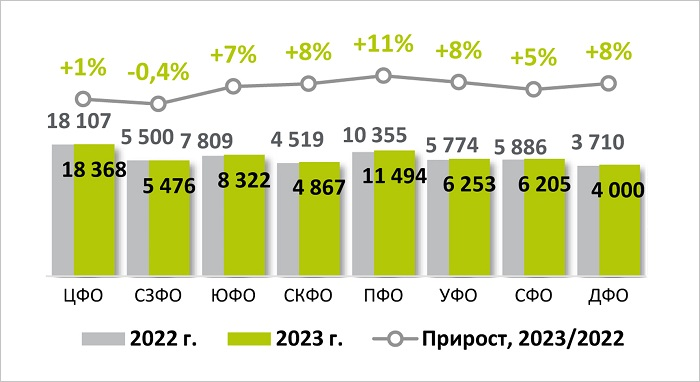 +1% -0,4% +7% +8% +11% +8% +5% +8%
18 107 5 500 7 809 4 519 10 355 5 774 5 886 3 710
18 368 5 476 8 322 4 867 11 494 6 253 6 205 4 000
ЦФО СЗФО ЮФО СКФО ПФО УФО СФО ДФО
2022 г. 2023 г. Прирост, 2023/2022